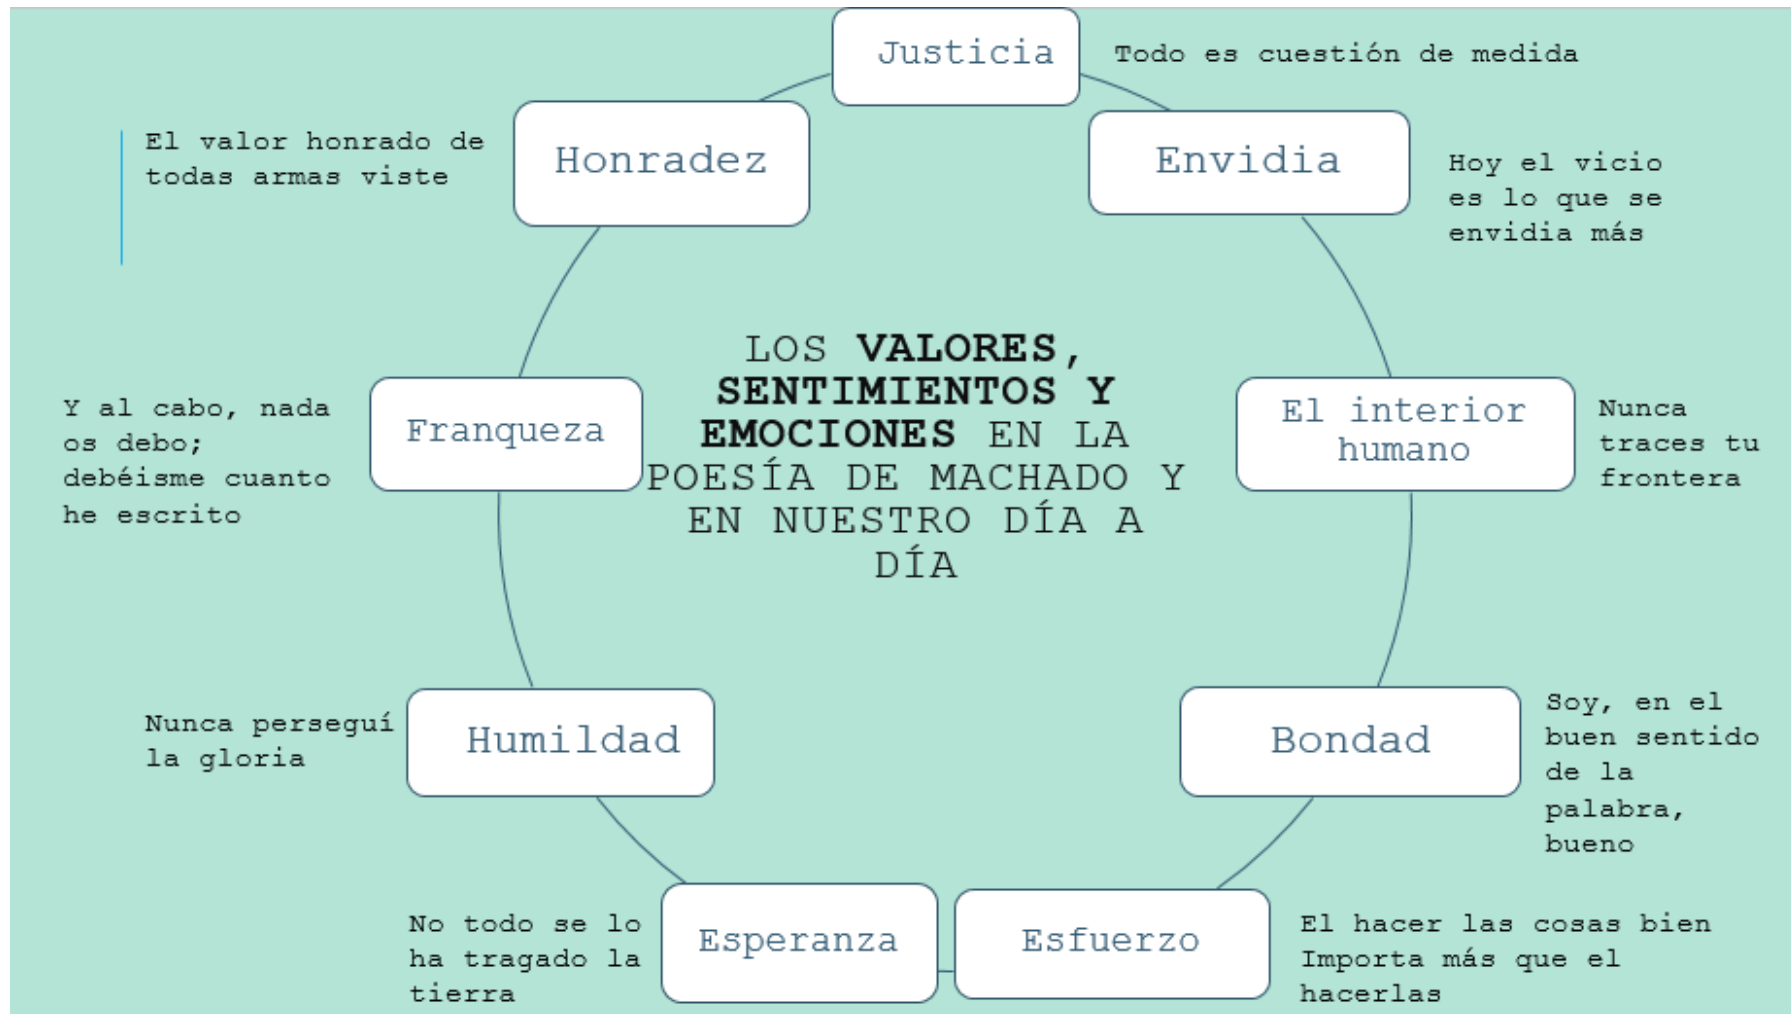 Justicia
Todo es cuestión de medida
Honradez
El valor honrado de
todas armas viste
Envidia
Hoy el vicio
es lo que se
envidia más
LOS VALORES,
SENTIMIENTOS Y
EMOCIONES EN LA
POESÍA DE MACHADO Y
EN NUESTRO DÍA A
DÍA
Franqueza
Y al cabo, nada
os debo;
debéisme cuanto
he escrito
El interior
humano
Nunca
traces tu
frontera
Humildad
Nunca perseguí
la gloria
Bondad
Soy, en el
buen sentido
de la
palabra,
bueno
Esperanza
No todo se lo
ha tragado la
tierra
Esfuerzo
El hacer las cosas bien
Importa más que el
hacerlas